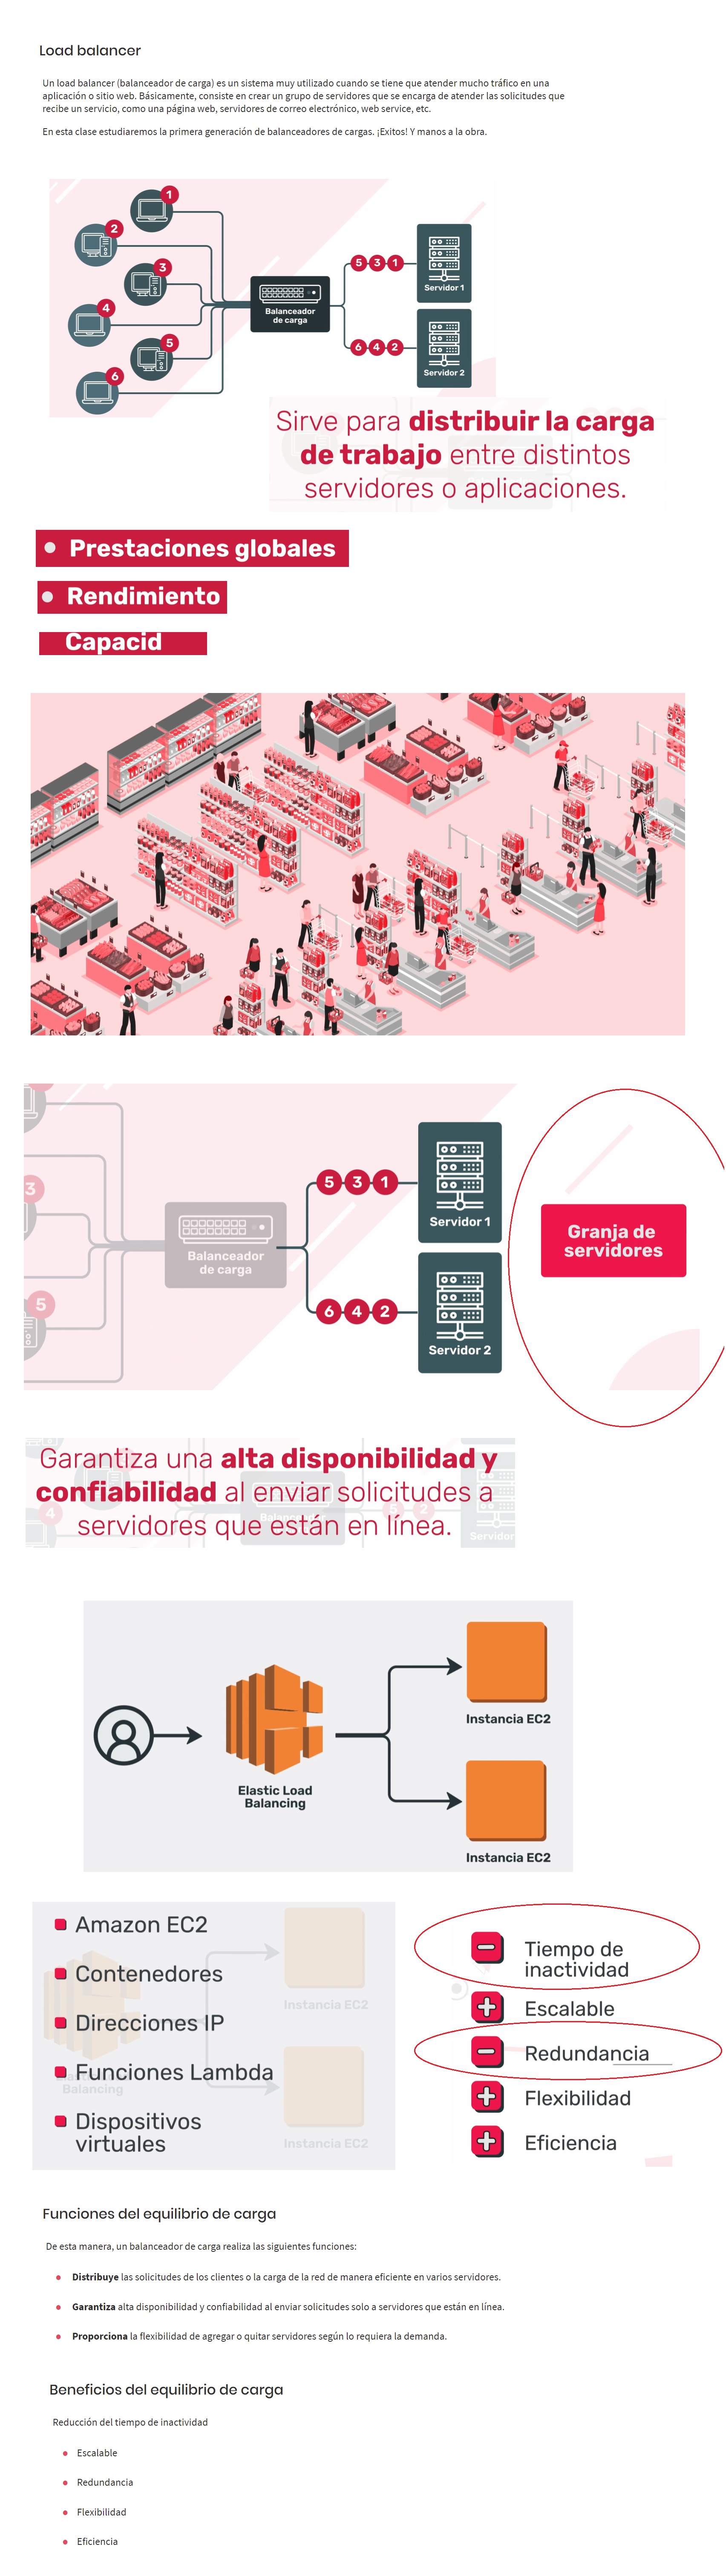 Load balancer
Un load balancer (balanceador de carga) es un sistema muy utilizado cuando se tiene que atender mucho tráfico en una
aplicación o sitio web. Básicamente, consiste en crear un grupo de servidores que se encarga de atender las solicitudes que
recibe un servicio, como una página web, servidores de correo electrónico, web service, etc.
En esta clase estudiaremos la primera generación de balanceadores de cargas. ¡Exitos! Y manos a la obra.
1
2
3
4
5
6
Balanceador
de carga
5 3 1
Servidor 1
6 4 2
Servidor 2
Sirve para distribuir la carga
de trabajo entre distintos
servidores o aplicaciones.
Prestaciones globales
Rendimiento
Capacid
3
5
Balanceador
de carga
5 3 1
Servidor 1
6 4 2
Servidor 2
Granja de
servidores
Garantiza una alta disponibilidad y
confiabilidad al enviar solicitudes a
servidores que están en línea.
4
2
Servidor
Elastic Load
Balancing
Instancia EC2
Instancia EC2
Amazon EC2
Contenedores
Direcciones IP
Funciones Lambda
Dispositivos
virtuales
Instancia EC2
Balancing
Instancia EC2
Tiempo de
inactividad
Escalable
Redundancia
Flexibilidad
Eficiencia
Funciones del equilibrio de carga
De esta manera, un balanceador de carga realiza las siguientes funciones:
Distribuye las solicitudes de los clientes o la carga de la red de manera eficiente en varios servidores.
Garantiza alta disponibilidad y confiabilidad al enviar solicitudes solo a servidores que están en línea.
Proporciona la flexibilidad de agregar o quitar servidores según lo requiera la demanda.
Beneficios del equilibrio de carga
Reducción del tiempo de inactividad
Escalable
Redundancia
Flexibilidad
Eficiencia